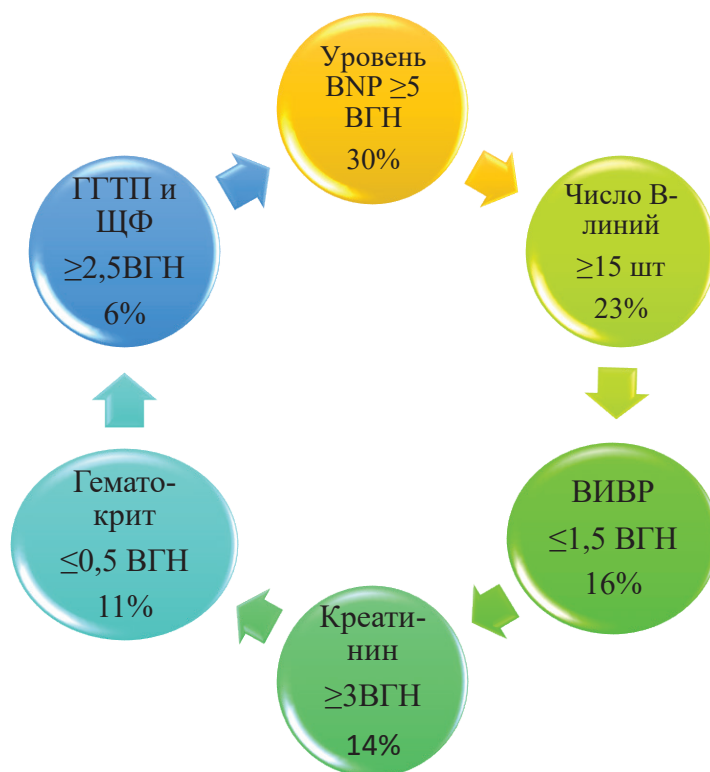 Уровень
BNP ≥5
ВГН
30%
Число В-
линий
≥15 шт
23%
ВИВР
≤1,5 ВГН
16%
Креати-
нин
≥3ВГН
14%
Гемато-
крит
≤0,5 ВГН
11%
ГГТП и
ЩФ
≥2,5ВГН
6%